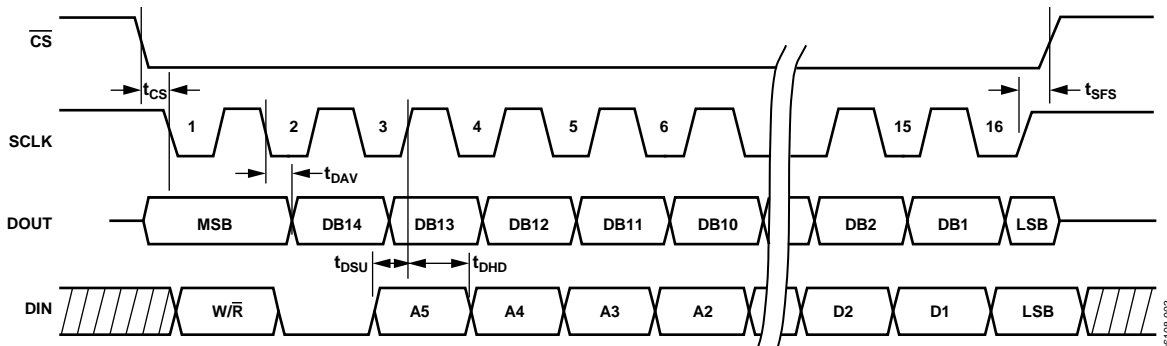 CS
tCS
tSFS
SCLK
1 2 3 4 5 6 15 16
tDAV
DOUT
MSB DB14 DB13 DB12 DB11 DB10 DB2 DB1 LSB
tDSU tDHD
DIN
W/R A5 A4 A3 A2 D2 D1 LSB